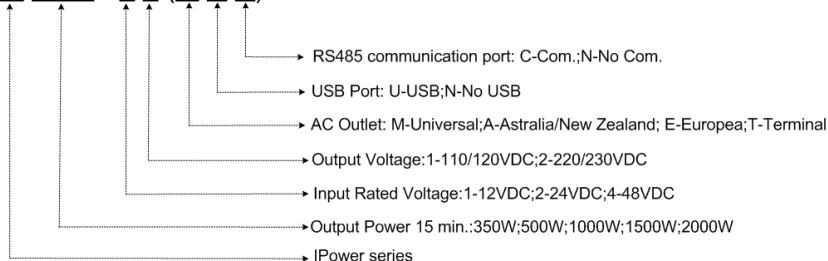 RS485 communication port: C-Com.;N-No Com.
USB Port: U-USB;N-No USB
AC Outlet: M-Universal;A-Astralia/New Zealand; E-Europea;T-Terminal
Output Voltage:1-110/120VDC;2-220/230VDC
Input Rated Voltage:1-12VDC;2-24VDC;4-48VDC
Output Power 15 min.:350W;500W;1000W;1500W;2000W
IPower series